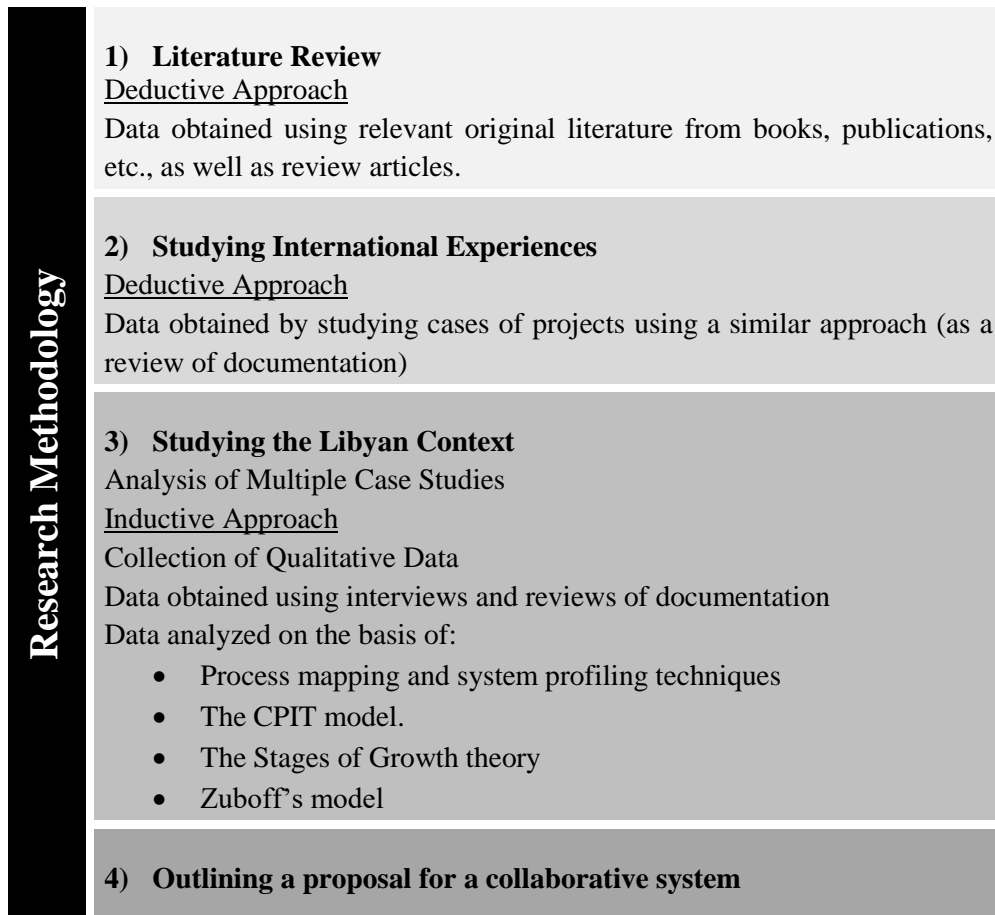 Research Methodology
1) Literature Review
Deductive Approach
Data obtained using relevant original literature from books, publications,
etc., as well as review articles.
2) Studying International Experiences
Deductive Approach
Data obtained by studying cases of projects using a similar approach (as a
review of documentation)
3) Studying the Libyan Context
Analysis of Multiple Case Studies
Inductive Approach
Collection of Qualitative Data
Data obtained using interviews and reviews of documentation
Data analyzed on the basis of:
• Process mapping and system profiling techniques
• The CPIT model.
• The Stages of Growth theory
• Zuboff’s model
4) Outlining a proposal for a collaborative system